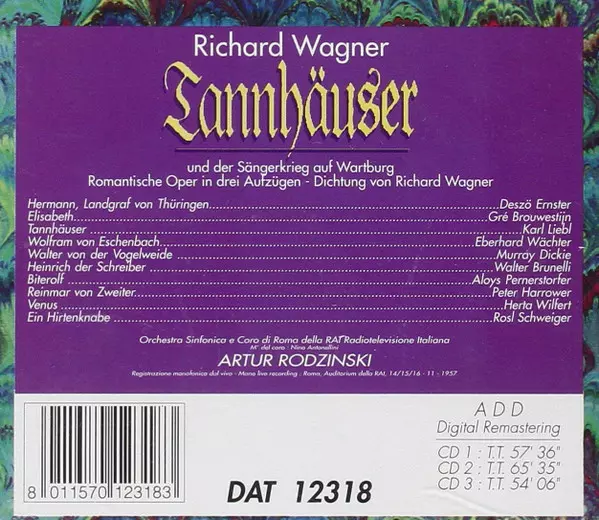 Richard Wagner
Tannhäuser
und der Sängerkrieg auf Wartburg
Romantische Oper in drei Aufzügen - Dichtung von Richard Wagner
Hermann, Landgraf von Thüringen Deszö Ernster
Elisabeth Gré Brouwestijn
Tannhäuser Karl Liebl
Wolfram von Eschenbach Eberhard Wächter
Walter von der Vogelweide Murray Dickie
Heinrich der Schreiber Walter Brunelli
Biterolf Aloys Pernerstorfer
Reinmar von Zweiter Peter Harrower
Venus Herta Wilfert
Ein Hirtenknabe Rosl Schweiger
Orchestra Sinfonica e Coro di Roma della RAI Radiotelevisione Italiana
M° del coro : Nino Antonellini
ARTUR RODZINSKI
Registrazione monofonica dal vivo - Mono live recording : Roma, Auditorium della RAI, 14/15/16 - 11 - 1957
A D D
Digital Remastering
CD 1 : T.T. 57' 36"
CD 2 : T.T. 65' 35"
CD 3 : T.T. 54' 06"
8 011570 123183
DAT 12318